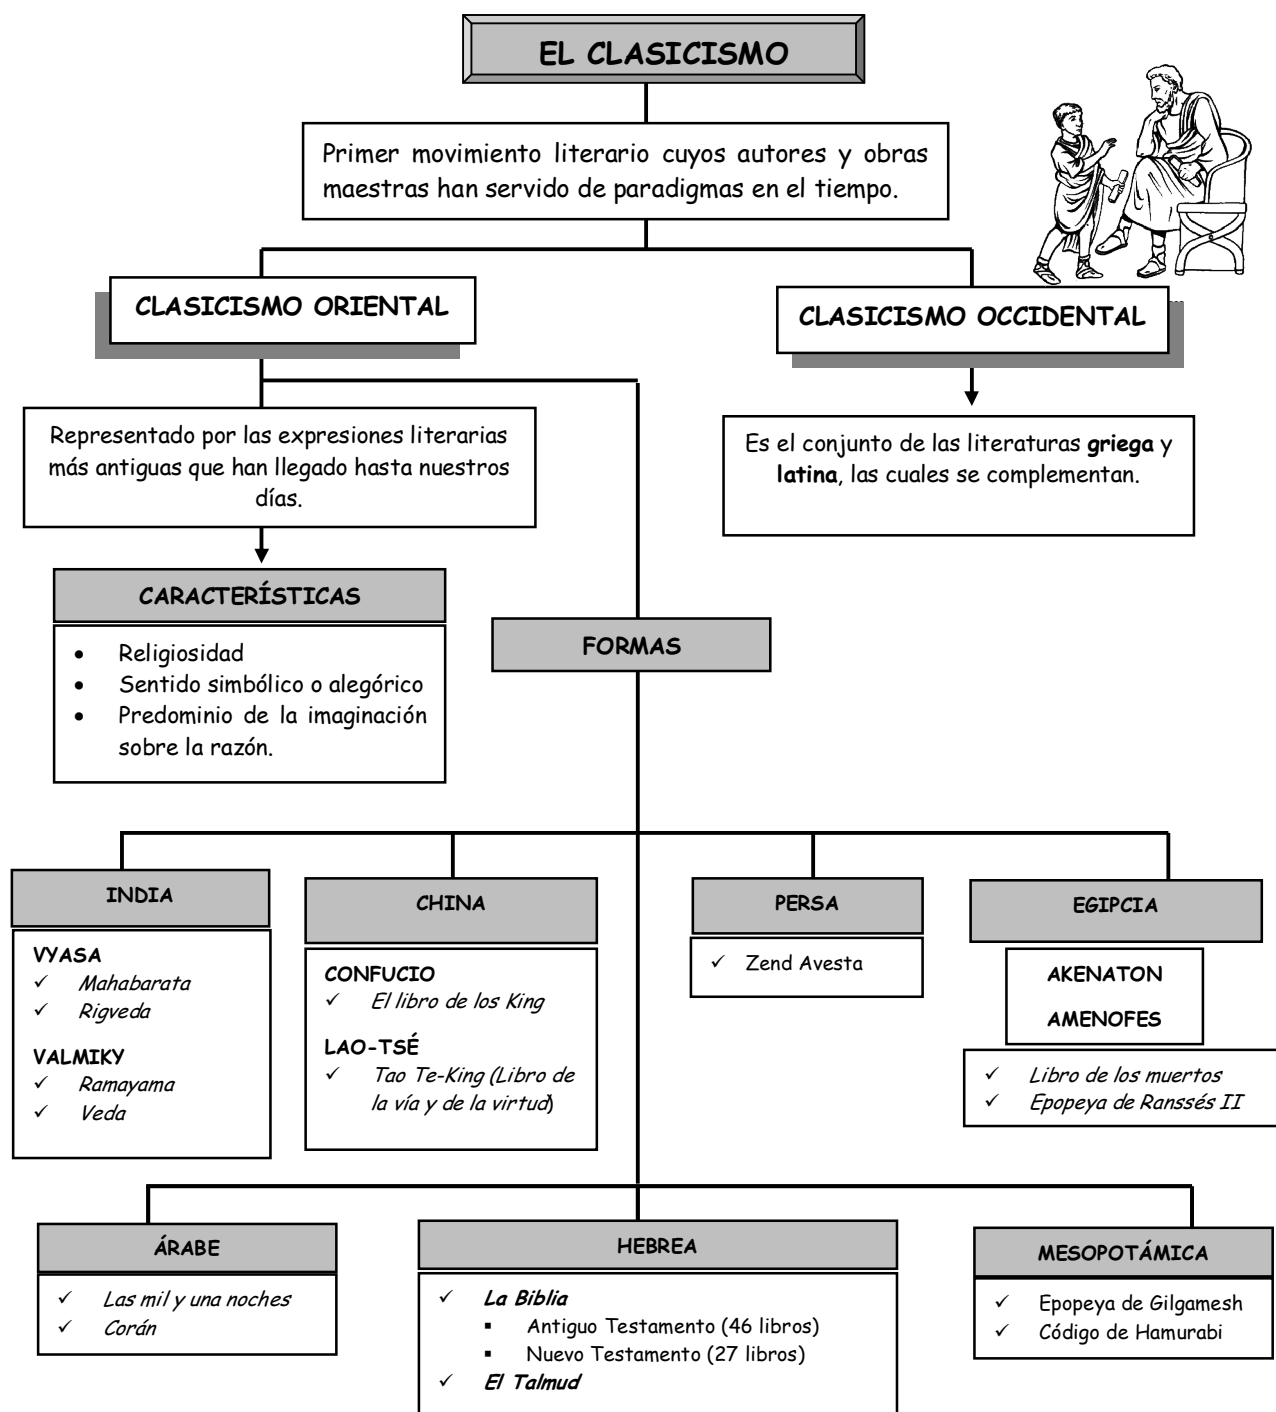 EL CLASICISMO
Primer movimiento literario cuyos autores y obras
maestras han servido de paradigmas en el tiempo.
CLASICISMO ORIENTAL
CLASICISMO OCCIDENTAL
Representado por las expresiones literarias
más antiguas que han llegado hasta nuestros
días.
Es el conjunto de las literaturas griega y
latina, las cuales se complementan.
CARACTERÍSTICAS
• Religiosidad
• Sentido simbólico o alegórico
• Predominio de la imaginación
sobre la razón.
FORMAS
INDIA
VYASA
✓ Mahabarata
✓ Rigveda
VALMIKY
✓ Ramayama
✓ Veda
CHINA
CONFUCIO
✓ El libro de los King
LAO-TSÉ
✓ Tao Te-King (Libro de
la vía y de la virtud)
PERSA
✓ Zend Avesta
EGIPCIA
AKENATON
AMENOFES
✓ Libro de los muertos
✓ Epopeya de Ranssés II
ÁRABE
✓ Las mil y una noches
✓ Corán
HEBREA
✓ La Biblia
▪ Antiguo Testamento (46 libros)
▪ Nuevo Testamento (27 libros)
✓ El Talmud
MESOPOTÁMICA
✓ Epopeya de Gilgamesh
✓ Código de Hamurabi